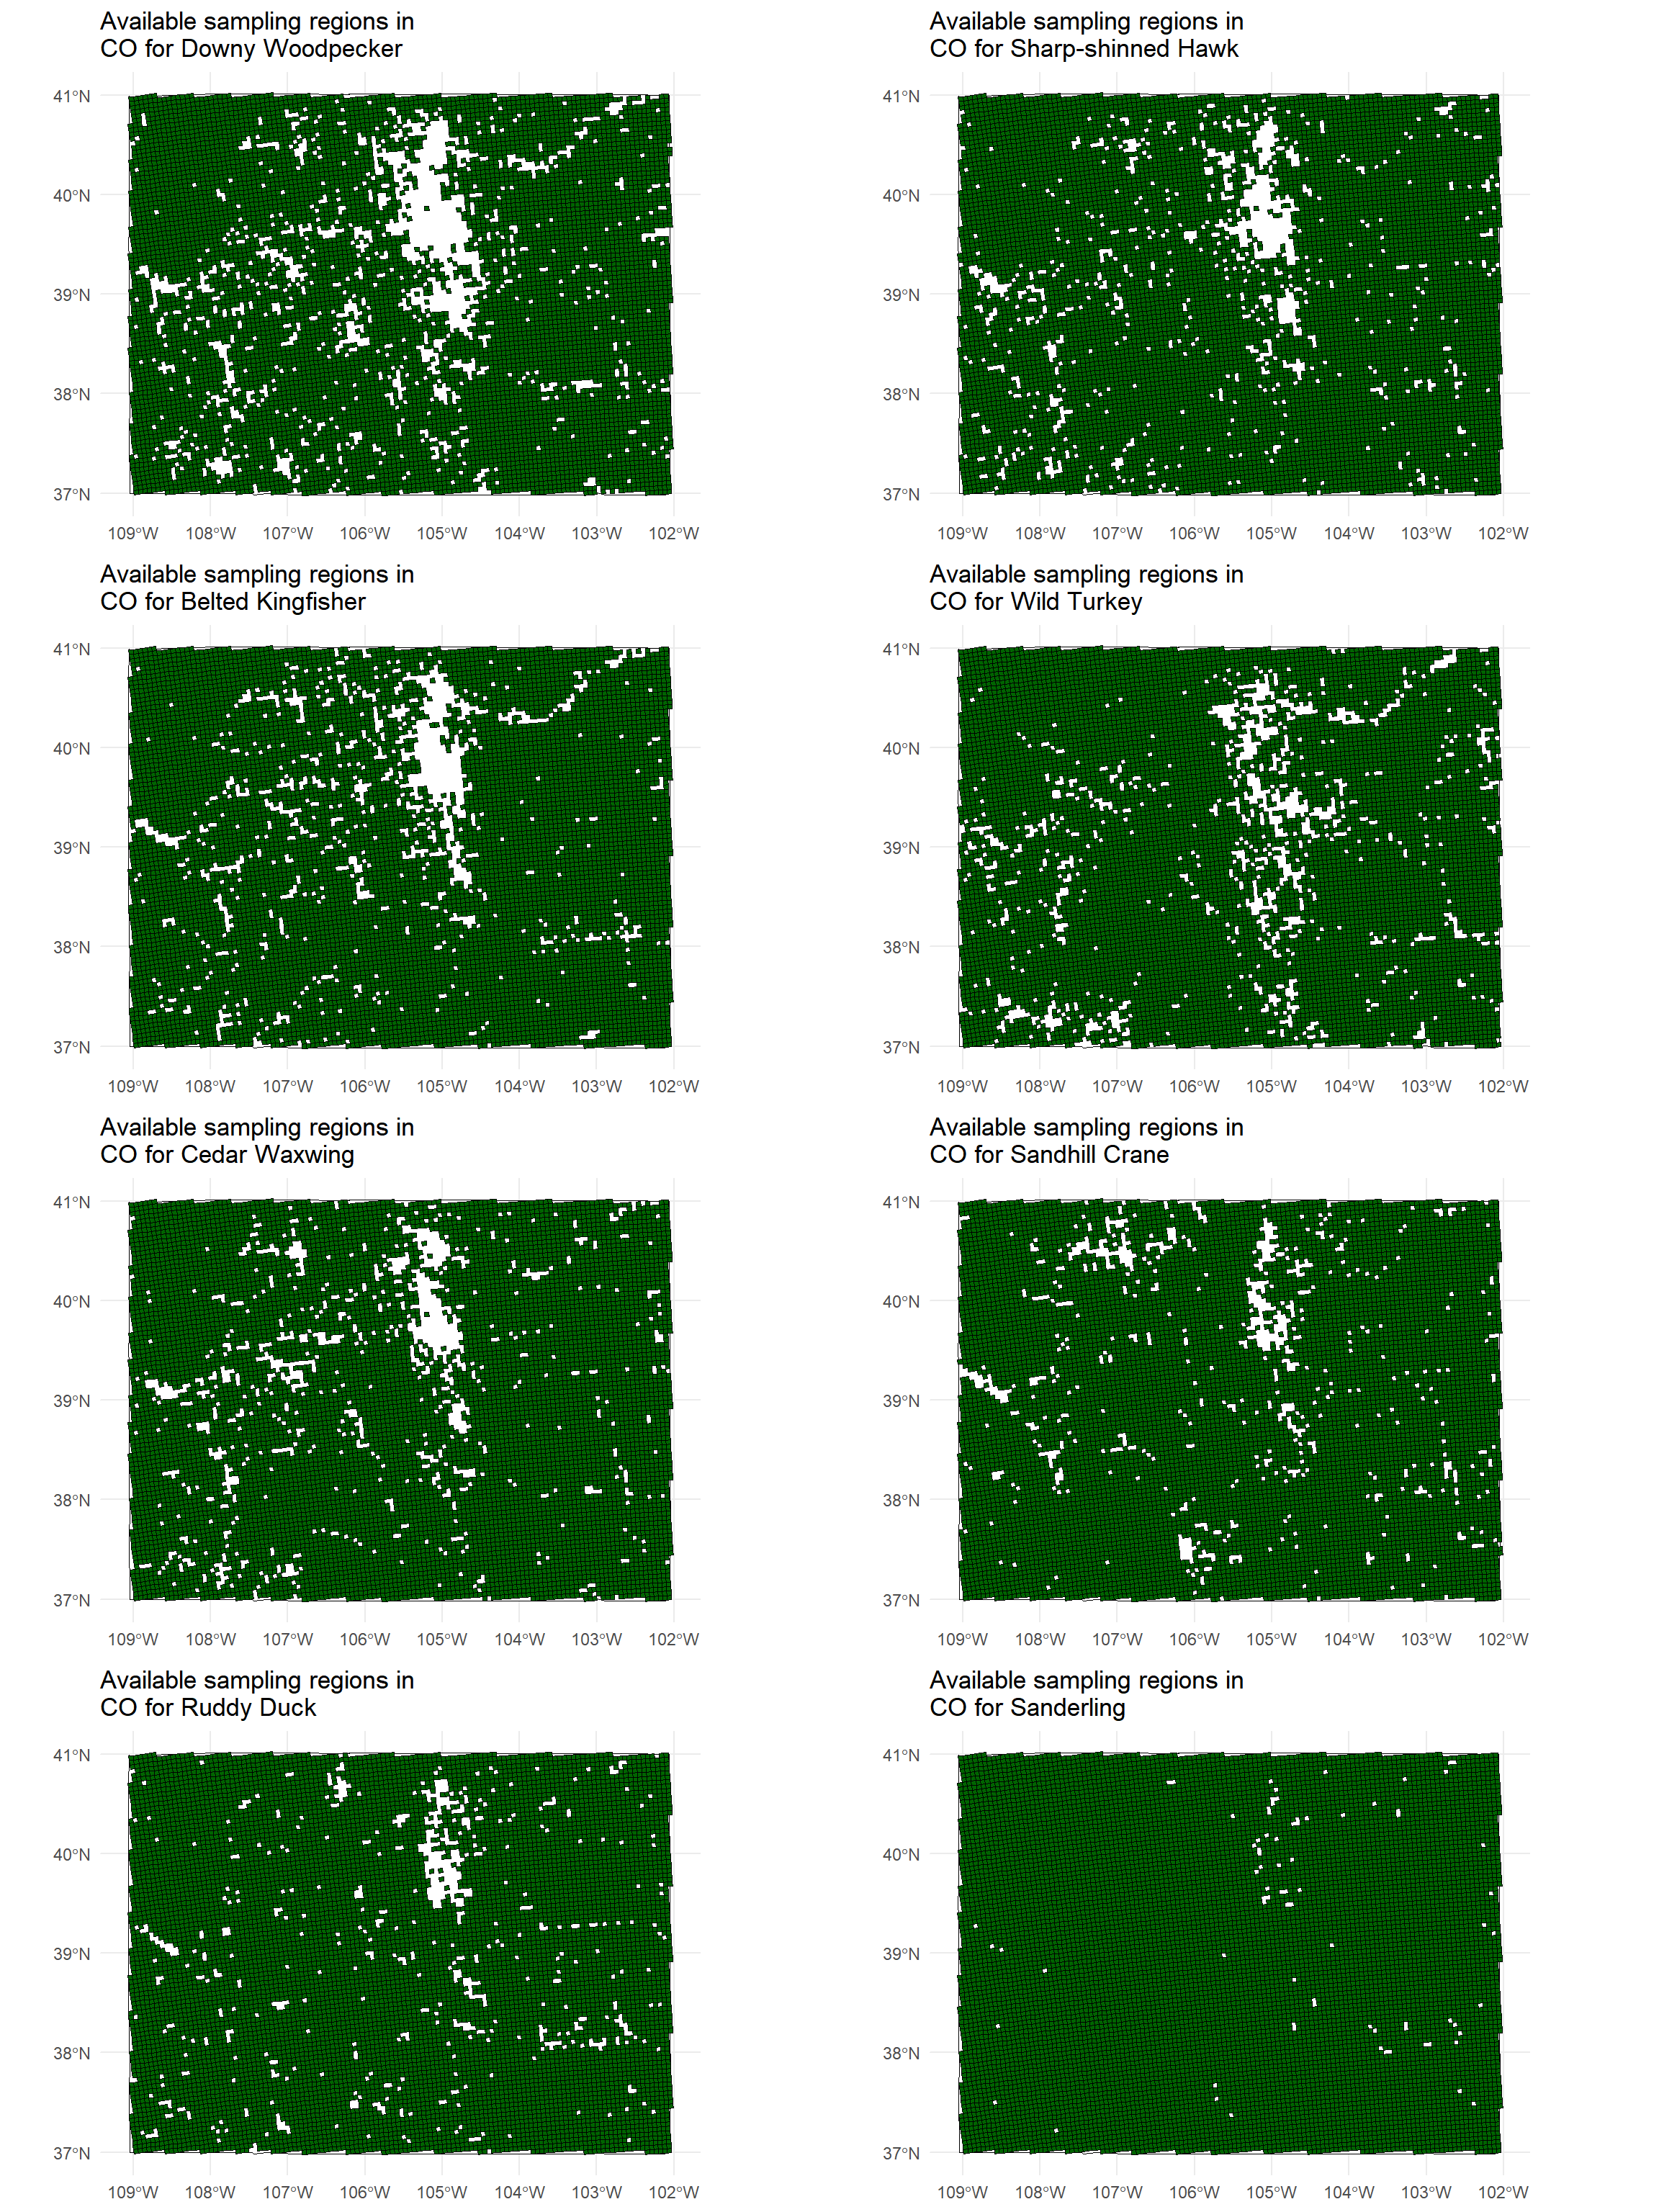 Available sampling regions in
CO for Downy Woodpecker
41°N
40°N
39°N
38°N
37°N
109°W 108°W 107°W 106°W 105°W 104°W 103°W 102°W
Available sampling regions in
CO for Sharp-shinned Hawk
41°N
40°N
39°N
38°N
37°N
109°W 108°W 107°W 106°W 105°W 104°W 103°W 102°W
Available sampling regions in
CO for Belted Kingfisher
41°N
40°N
39°N
38°N
37°N
109°W 108°W 107°W 106°W 105°W 104°W 103°W 102°W
Available sampling regions in
CO for Wild Turkey
41°N
40°N
39°N
38°N
37°N
109°W 108°W 107°W 106°W 105°W 104°W 103°W 102°W
Available sampling regions in
CO for Cedar Waxwing
41°N
40°N
39°N
38°N
37°N
109°W 108°W 107°W 106°W 105°W 104°W 103°W 102°W
Available sampling regions in
CO for Sandhill Crane
41°N
40°N
39°N
38°N
37°N
109°W 108°W 107°W 106°W 105°W 104°W 103°W 102°W
Available sampling regions in
CO for Ruddy Duck
41°N
40°N
39°N
38°N
37°N
109°W 108°W 107°W 106°W 105°W 104°W 103°W 102°W
Available sampling regions in
CO for Sanderling
41°N
40°N
39°N
38°N
37°N
109°W 108°W 107°W 106°W 105°W 104°W 103°W 102°W